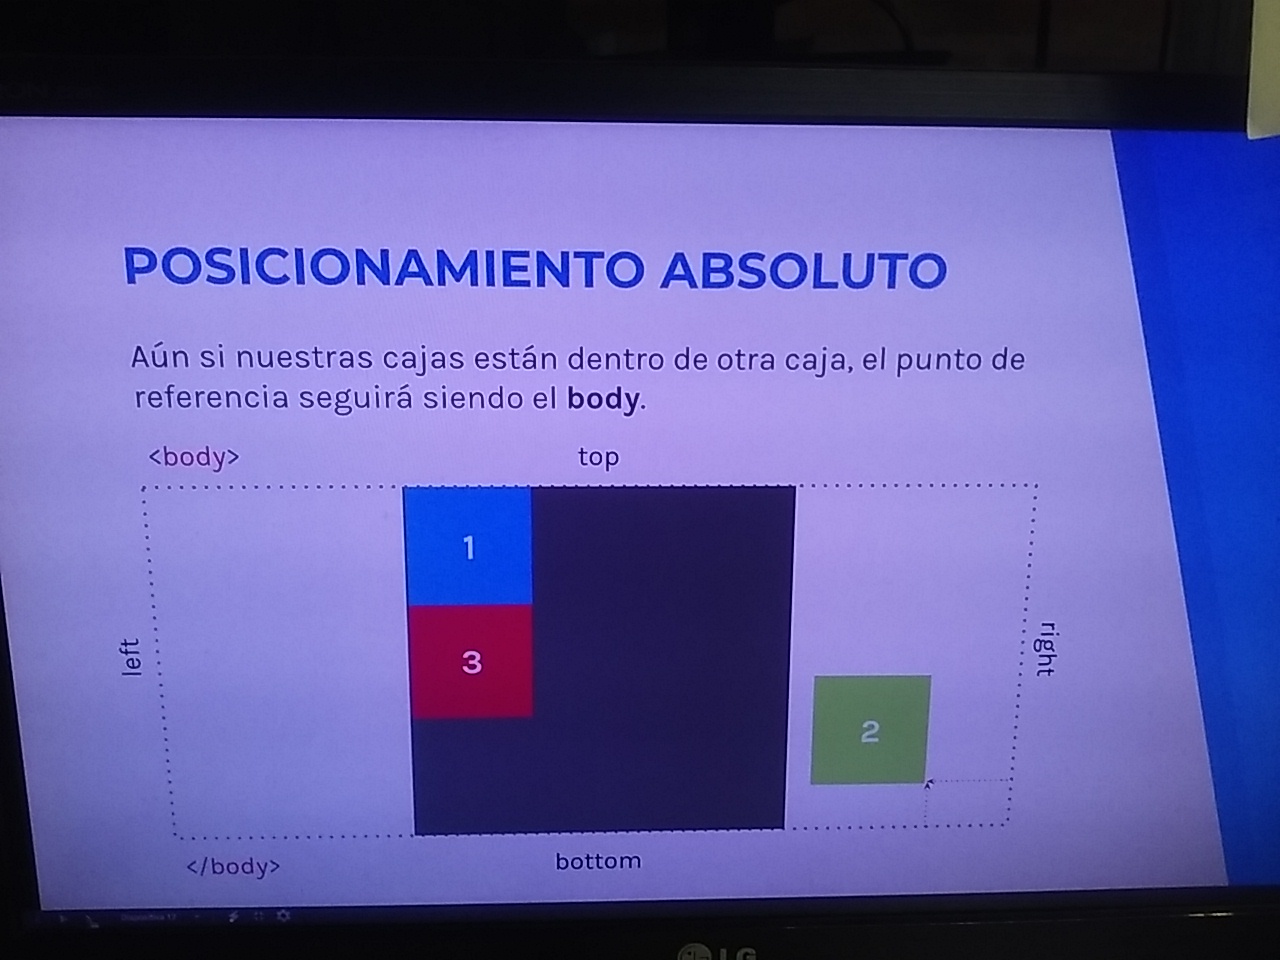 POSICIONAMIENTO ABSOLUTO
Aún si nuestras cajas están dentro de otra caja, el punto de
referencia seguirá siendo el body.
<body>
top
1
left
right
3
2
</body>
bottom
LG